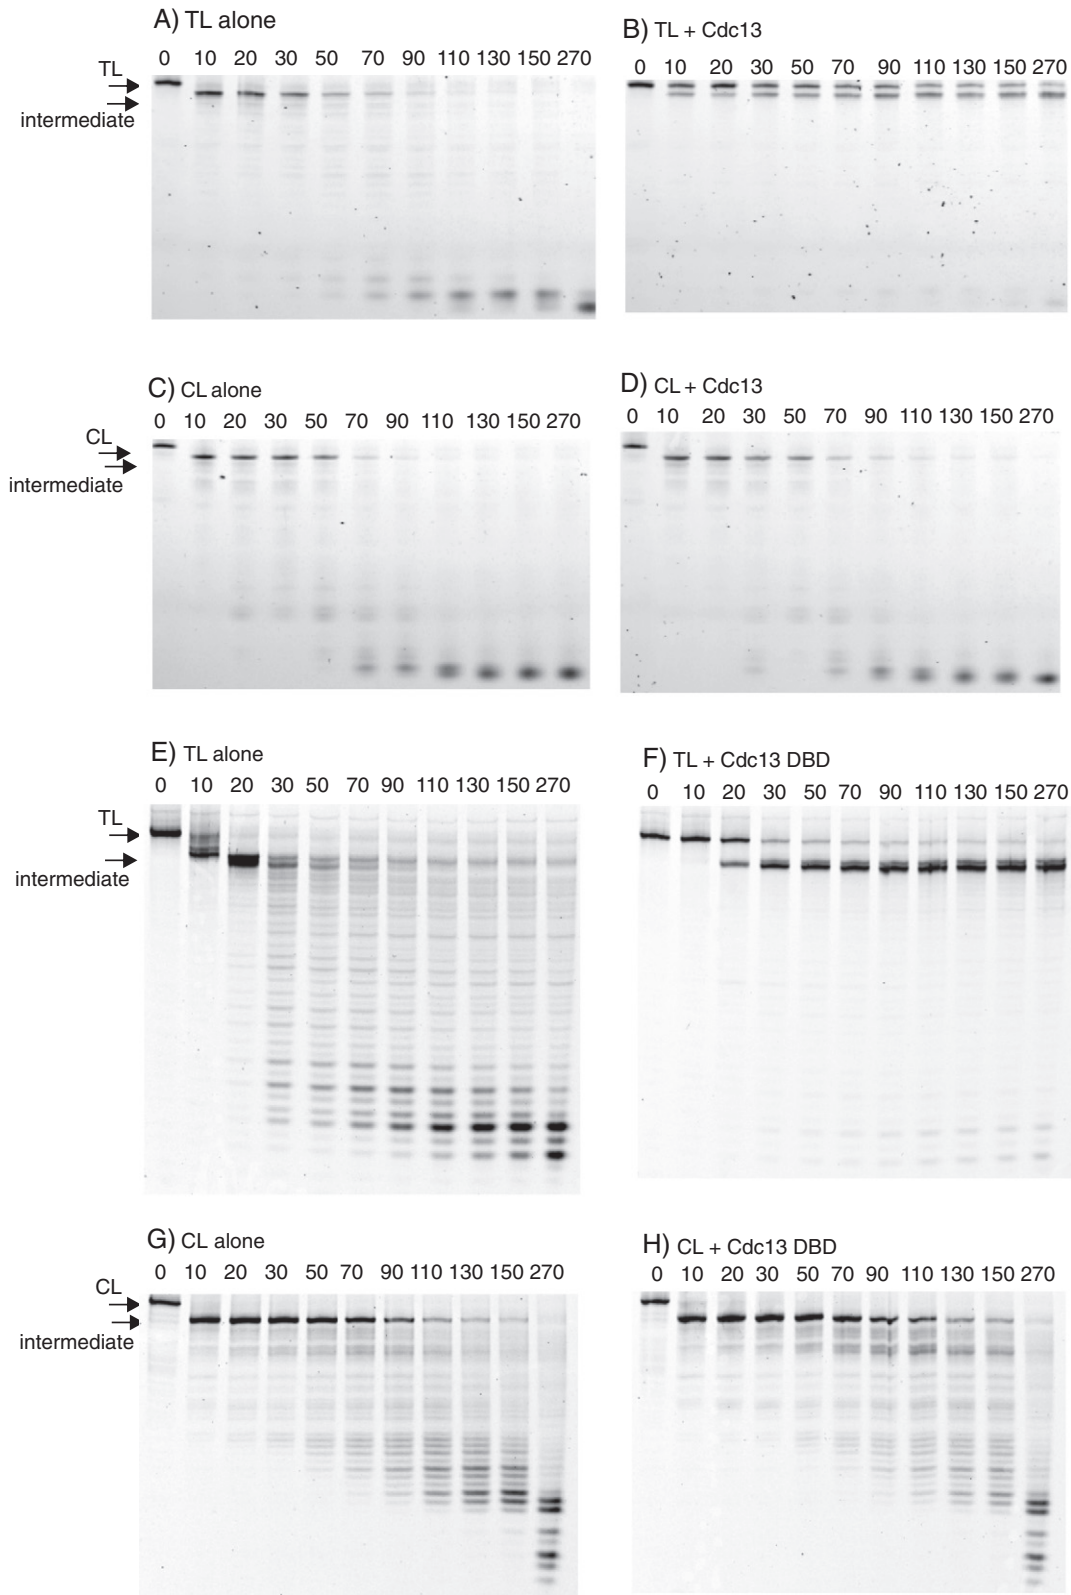 A) TL alone
0 10 20 30 50 70 90 110 130 150 270
TL
intermediate
B) TL + Cdc13
0 10 20 30 50 70 90 110 130 150 270
C) CL alone
0 10 20 30 50 70 90 110 130 150 270
CL
intermediate
D) CL + Cdc13
0 10 20 30 50 70 90 110 130 150 270
E) TL alone
0 10 20 30 50 70 90 110 130 150 270
TL
intermediate
F) TL + Cdc13 DBD
0 10 20 30 50 70 90 110 130 150 270
G) CL alone
0 10 20 30 50 70 90 110 130 150 270
CL
intermediate
H) CL + Cdc13 DBD
0 10 20 30 50 70 90 110 130 150 270